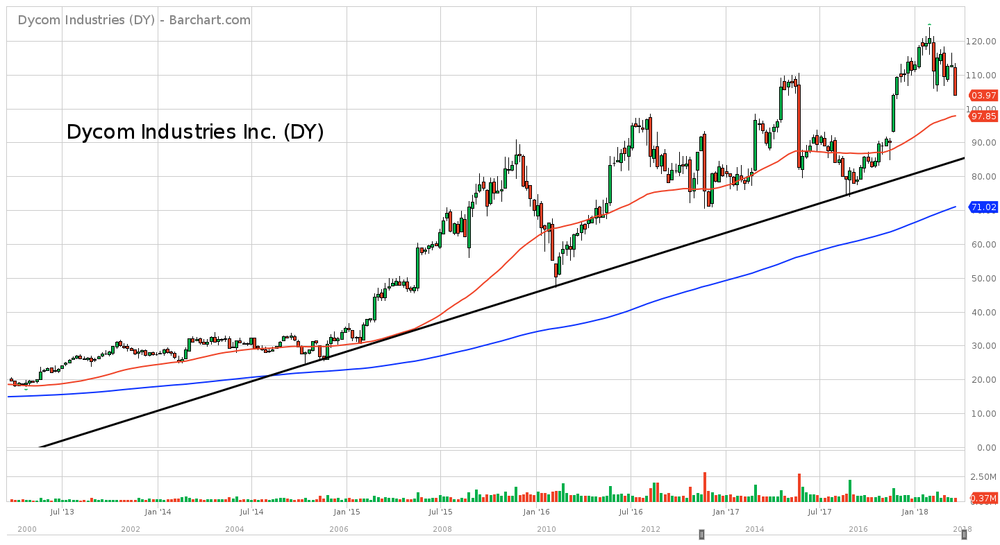 Dycom Industries (DY) - Barchart.com
120.00
110.00
03.97
100.00
97.85
Dycom Industries Inc. (DY)
90.00
80.00
71.02
60.00
50.00
40.00
30.00
20.00
10.00
0.00
2.50M
0.37M
Jul '13 Jan '14 Jul '14 Jan '15 Jul '15 Jan '16 Jul '16 Jan '17 Jul '17 Jan '18
2000 2002 2004 2006 2008 2010 2012 2014 2016 2018